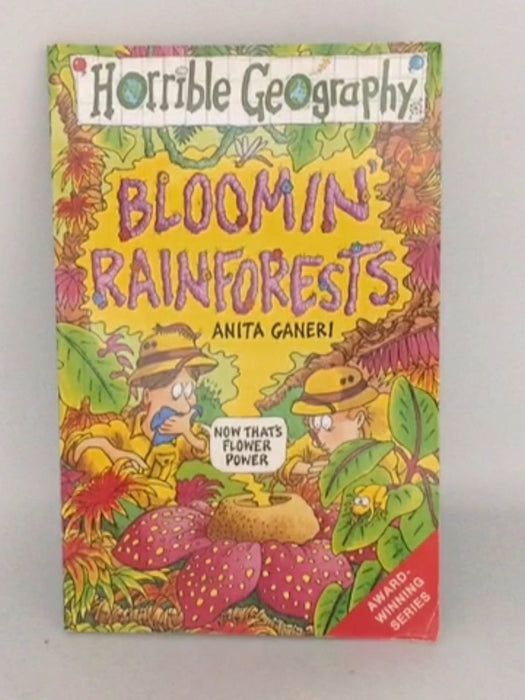 Horrible Geography
BLOOMIN'
RAINFORESTS
ANITA GANERI
NOW THAT'S
FLOWER
POWER
AWARD-
WINNING
SERIES